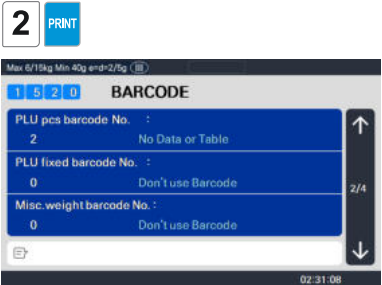 2 PRINT
Max 6/15kg Min 40g e=d=2/5g (III)
1 5 2 0 BARCODE
PLU pcs barcode No. :
2 No Data or Table
PLU fixed barcode No. :
0 Don't use Barcode
2/4
Misc.weight barcode No. :
0 Don't use Barcode
02:31:08